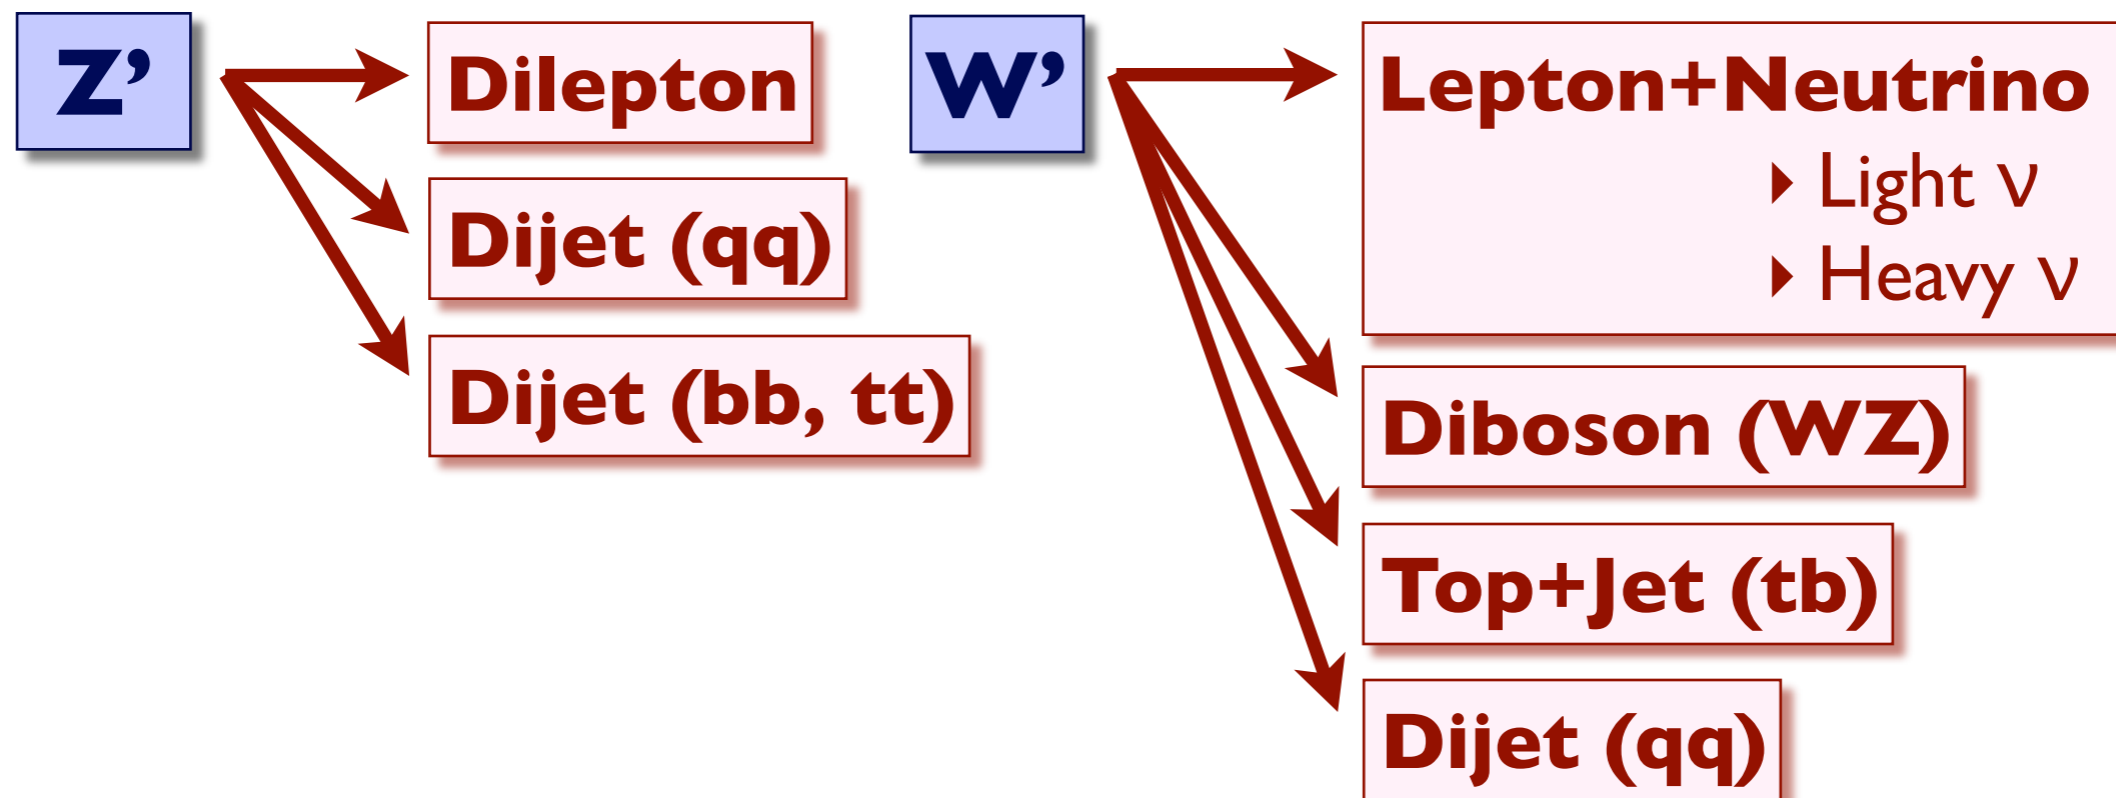 Z’
Dilepton
Dijet (qq)
Dijet (bb, tt)
W’
Lepton+Neutrino
‣ Light ν
‣ Heavy ν
Diboson (WZ)
Top+Jet (tb)
Dijet (qq)